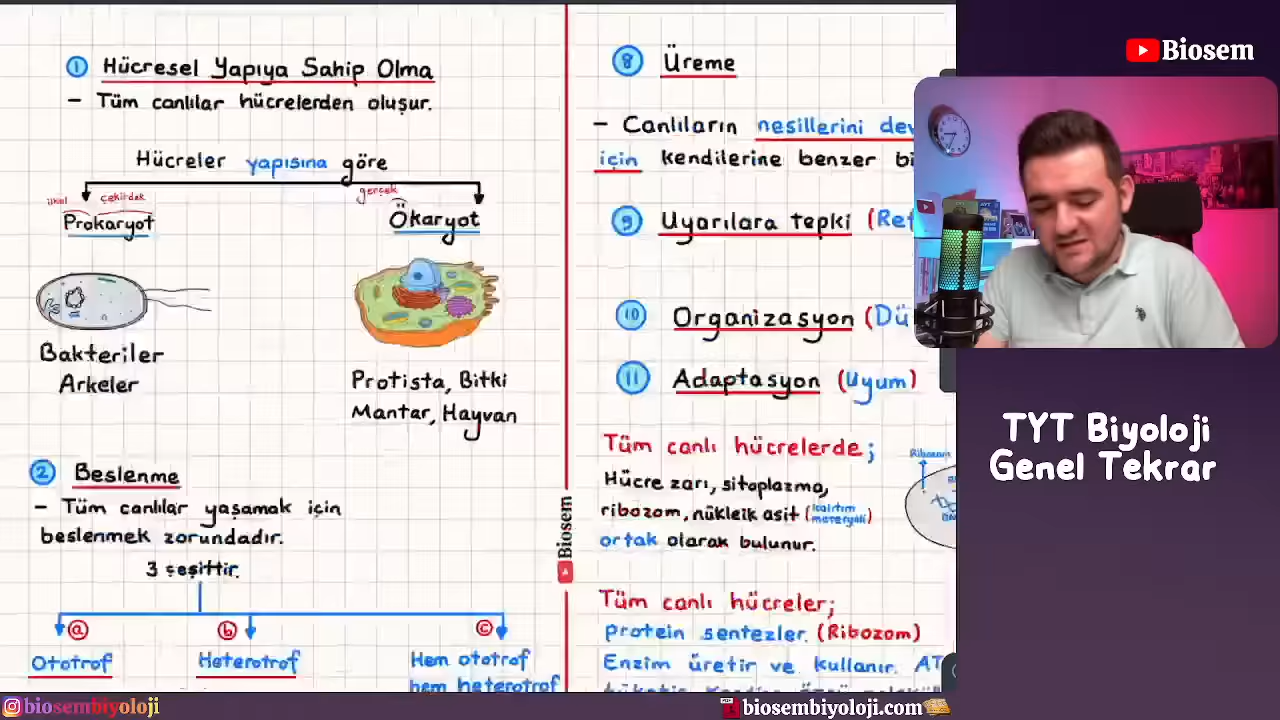 ① Hücresel Yapıya Sahip Olma
- Tüm canlılar hücrelerden oluşur.
Hücreler yapısına göre
ilkel çekirdek
Prokaryot
gerçek
Ökaryot
Bakteriler
Arkeler
Protista, Bitki
Mantar, Hayvan
② Beslenme
- Tüm canlılar yaşamak için
beslenmek zorundadır.
3 çeşittir.
ⓐ ⓑ ⓒ
Ototrof
Heterotrof
Hem ototrof
hem heterotrof
Biosem
⑧ Üreme
- Canlıların nesillerini dev
için kendilerine benzer bi
⑨ Uyarılara tepki (Ret
⑩ Organizasyon (Dü
⑪ Adaptasyon (Uyum)
Tüm canlı hücrelerde;
Hücre zarı, sitoplazma,
ribozom, nükleik asit (kalıtım materyali)
ortak olarak bulunur.
Ribozom
Tüm canlı hücreler;
protein sentezler. (Ribozom)
Enzim üretir ve kullanır. AT
Biosem
TYT Biyoloji
Genel Tekrar
biosembiyoloji
biosembiyoloji.com